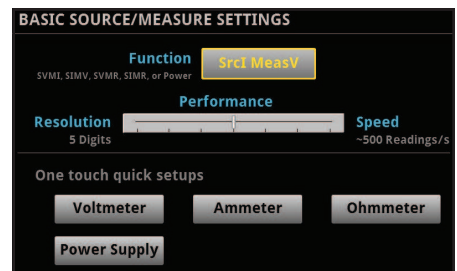 BASIC SOURCE/MEASURE SETTINGS
Function SrcI MeasV
SVMI, SIMV, SVMR, SIMR, or Power
Performance
Resolution Speed
5 Digits ~500 Readings/s
One touch quick setups
Voltmeter Ammeter Ohmmeter
Power Supply